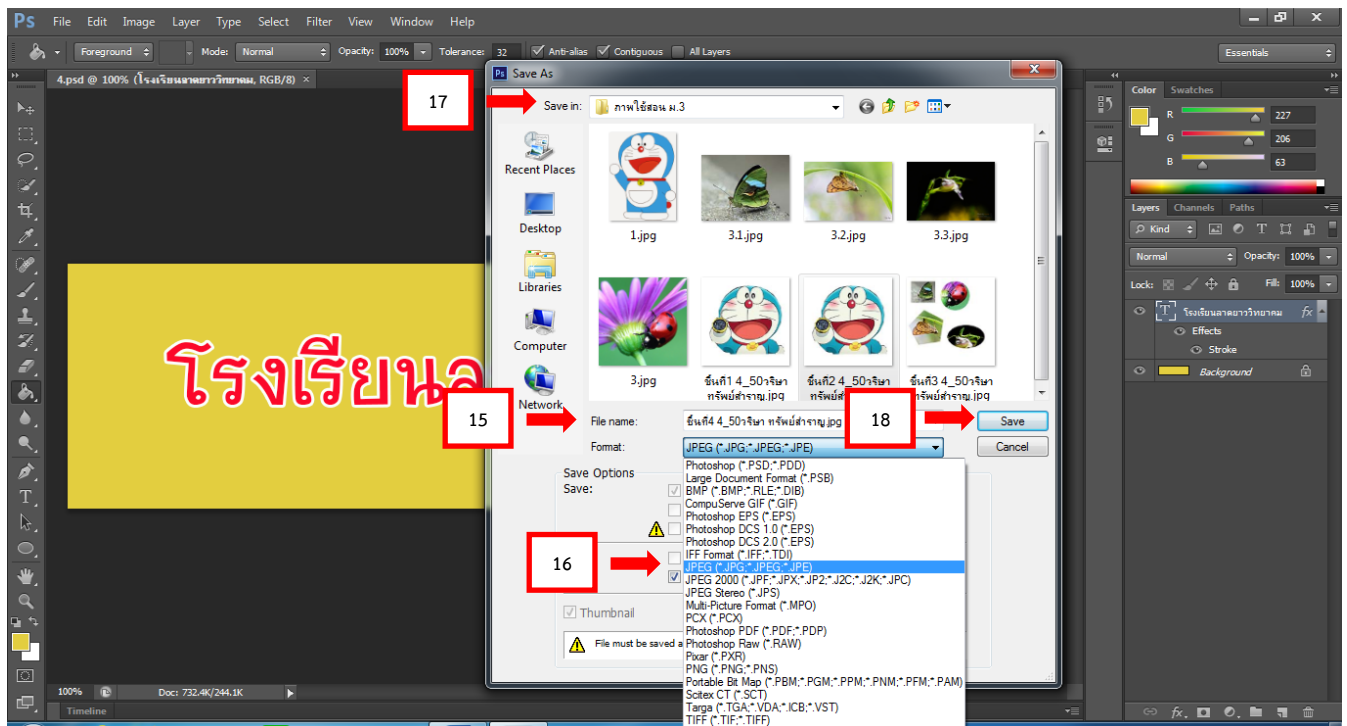 Ps File Edit Image Layer Type Select Filter View Window Help
Foreground Mode: Normal Opacity: 100% Tolerance: 32 Anti-alias Contiguous All Layers Essentials
4.psd @ 100% (โรงเรียนลาดยาววิทยาคม, RGB/8) ×
Ps Save As
17
Save in: ภาพใช้สอน ม.3
Recent Places
Desktop
Libraries
Computer
Network
1.jpg 3.1.jpg 3.2.jpg 3.3.jpg
3.jpg ชิ้นที่1 4_50วริษา ชิ้นที่2 4_50วริษา ชิ้นที่3 4_50วริษา
ทรัพย์สำราญ.jpg ทรัพย์สำราญ.jpg ทรัพย์สำราญ.jpg
โรงเรียนล
15
File name: ชิ้นที่4 4_50วริษา ทรัพย์สำราญ.jpg
18
Save
Format: JPEG (*.JPG;*.JPEG;*.JPE)
Cancel
Save Options
Save:
16
Thumbnail
File must be saved a
Photoshop (*.PSD;*.PDD)
Large Document Format (*.PSB)
BMP (*.BMP;*.RLE;*.DIB)
CompuServe GIF (*.GIF)
Photoshop EPS (*.EPS)
Photoshop DCS 1.0 (*.EPS)
Photoshop DCS 2.0 (*.EPS)
IFF Format (*.IFF;*.TDI)
JPEG (*.JPG;*.JPEG;*.JPE)
JPEG 2000 (*.JPF;*.JPX;*.JP2;*.J2C;*.J2K;*.JPC)
JPEG Stereo (*.JPS)
Multi-Picture Format (*.MPO)
PCX (*.PCX)
Photoshop PDF (*.PDF;*.PDP)
Photoshop Raw (*.RAW)
Pixar (*.PXR)
PNG (*.PNG;*.PNS)
Portable Bit Map (*.PBM;*.PGM;*.PPM;*.PNM;*.PFM;*.PAM)
Scitex CT (*.SCT)
Targa (*.TGA;*.VDA;*.ICB;*.VST)
TIFF (*.TIF;*.TIFF)
Color Swatches
R 227
G 206
B 63
Layers Channels Paths
Kind
Normal Opacity: 100%
Lock: Fill: 100%
T โรงเรียนลาดยาววิทยาคม fx
Effects
Stroke
Background
100% Doc: 732.4K/244.1K
Timeline
fx